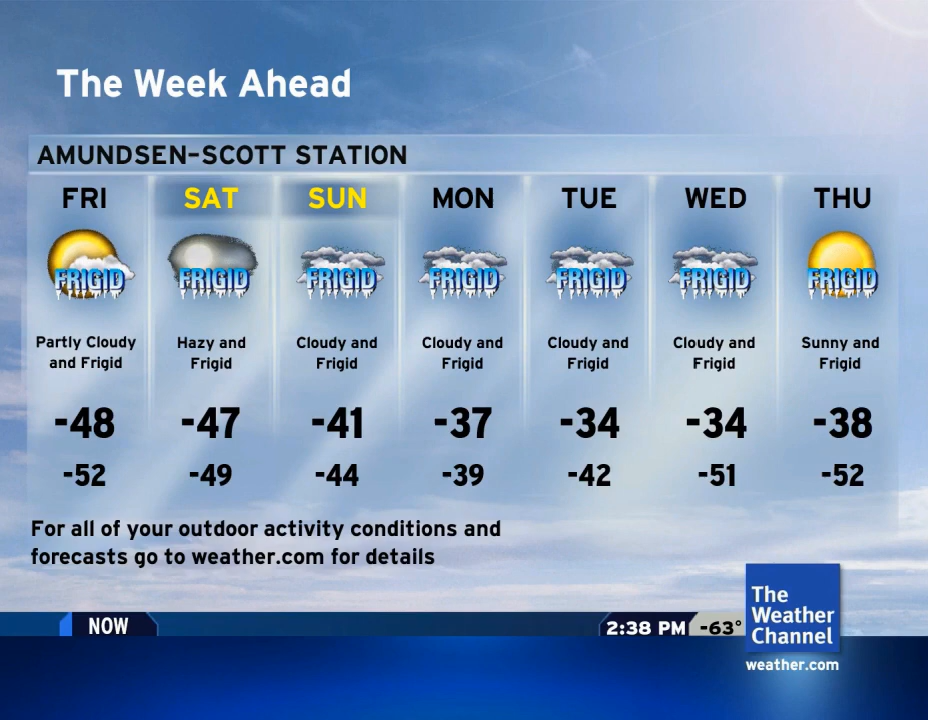 The Week Ahead
AMUNDSEN-SCOTT STATION
FRI SAT SUN MON TUE WED THU
FRIGID FRIGID FRIGID FRIGID FRIGID FRIGID FRIGID
Partly Cloudy Hazy and Cloudy and Cloudy and Cloudy and Cloudy and Sunny and
and Frigid Frigid Frigid Frigid Frigid Frigid Frigid
-48 -47 -41 -37 -34 -34 -38
-52 -49 -44 -39 -42 -51 -52
For all of your outdoor activity conditions and
forecasts go to weather.com for details
NOW 2:38 PM -63°
The
Weather
Channel
weather.com